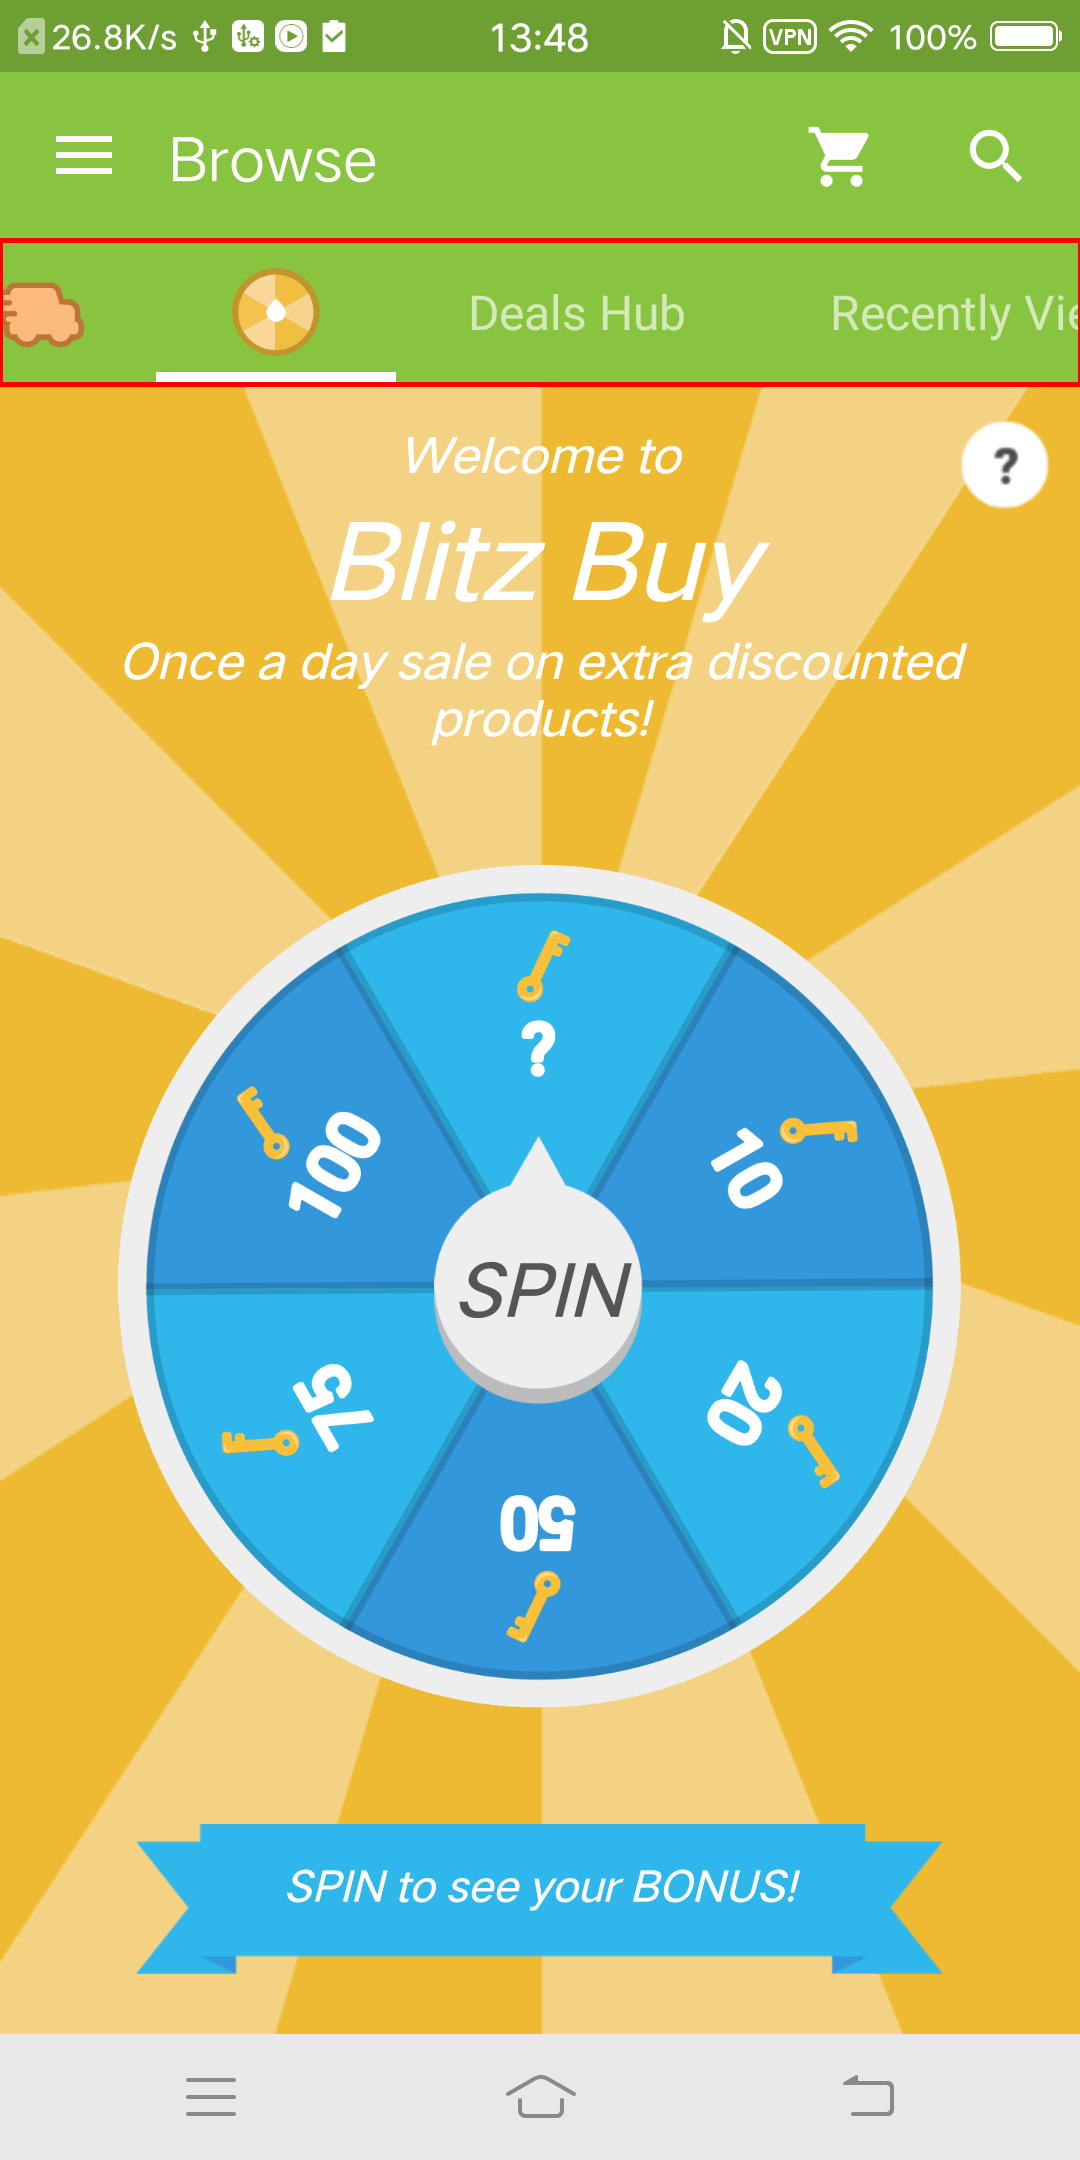 26.8K/s 13:48 VPN 100%
Browse
Deals Hub Recently Vie
Welcome to
?
Blitz Buy
Once a day sale on extra discounted
products!
?
100
10
SPIN
75
20
50
SPIN to see your BONUS!